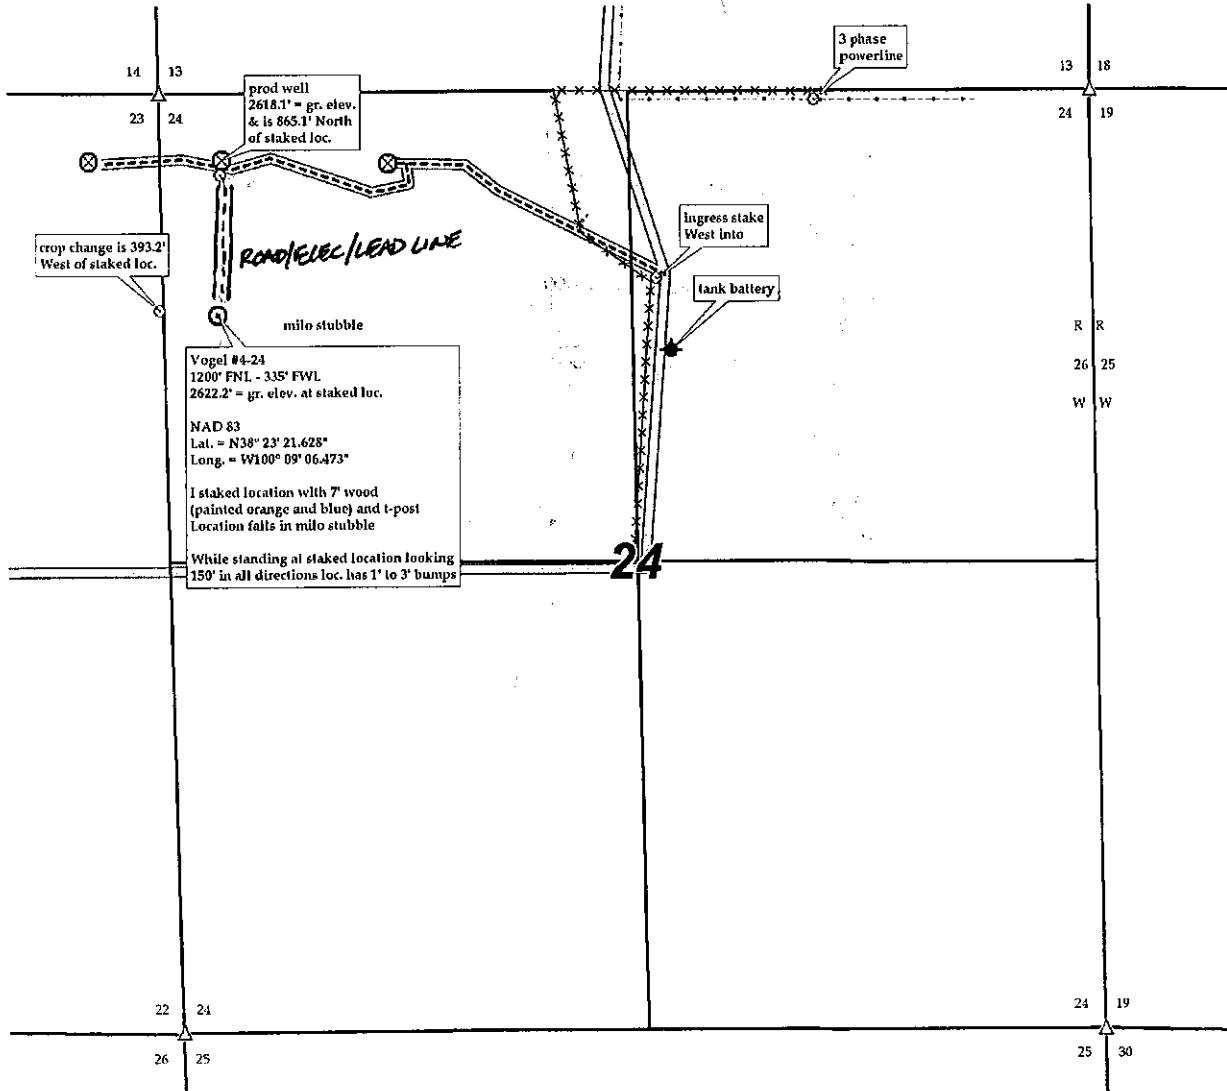 3 phase
powerline
14 13
13 18
prod well
2618.1' = gr. elev.
& is 865.1' North
of staked loc.
23 24
24 19
ingress stake
West into
crop change is 393.2'
West of staked loc.
ROAD/ELEC/LEAD LINE
tank battery
milo stubble
R R
26 25
W W
Vogel #4-24
1200' FNL - 335' FWL
2622.2' = gr. elev. at staked loc.
NAD 83
Lat. = N38° 23' 21.628"
Long. = W100° 09' 06.473"
I staked location with 7' wood
(painted orange and blue) and t-post
Location falls in milo stubble
While standing at staked location looking
150' in all directions loc. has 1' to 3' bumps
24
22 24
24 19
26 25
25 30